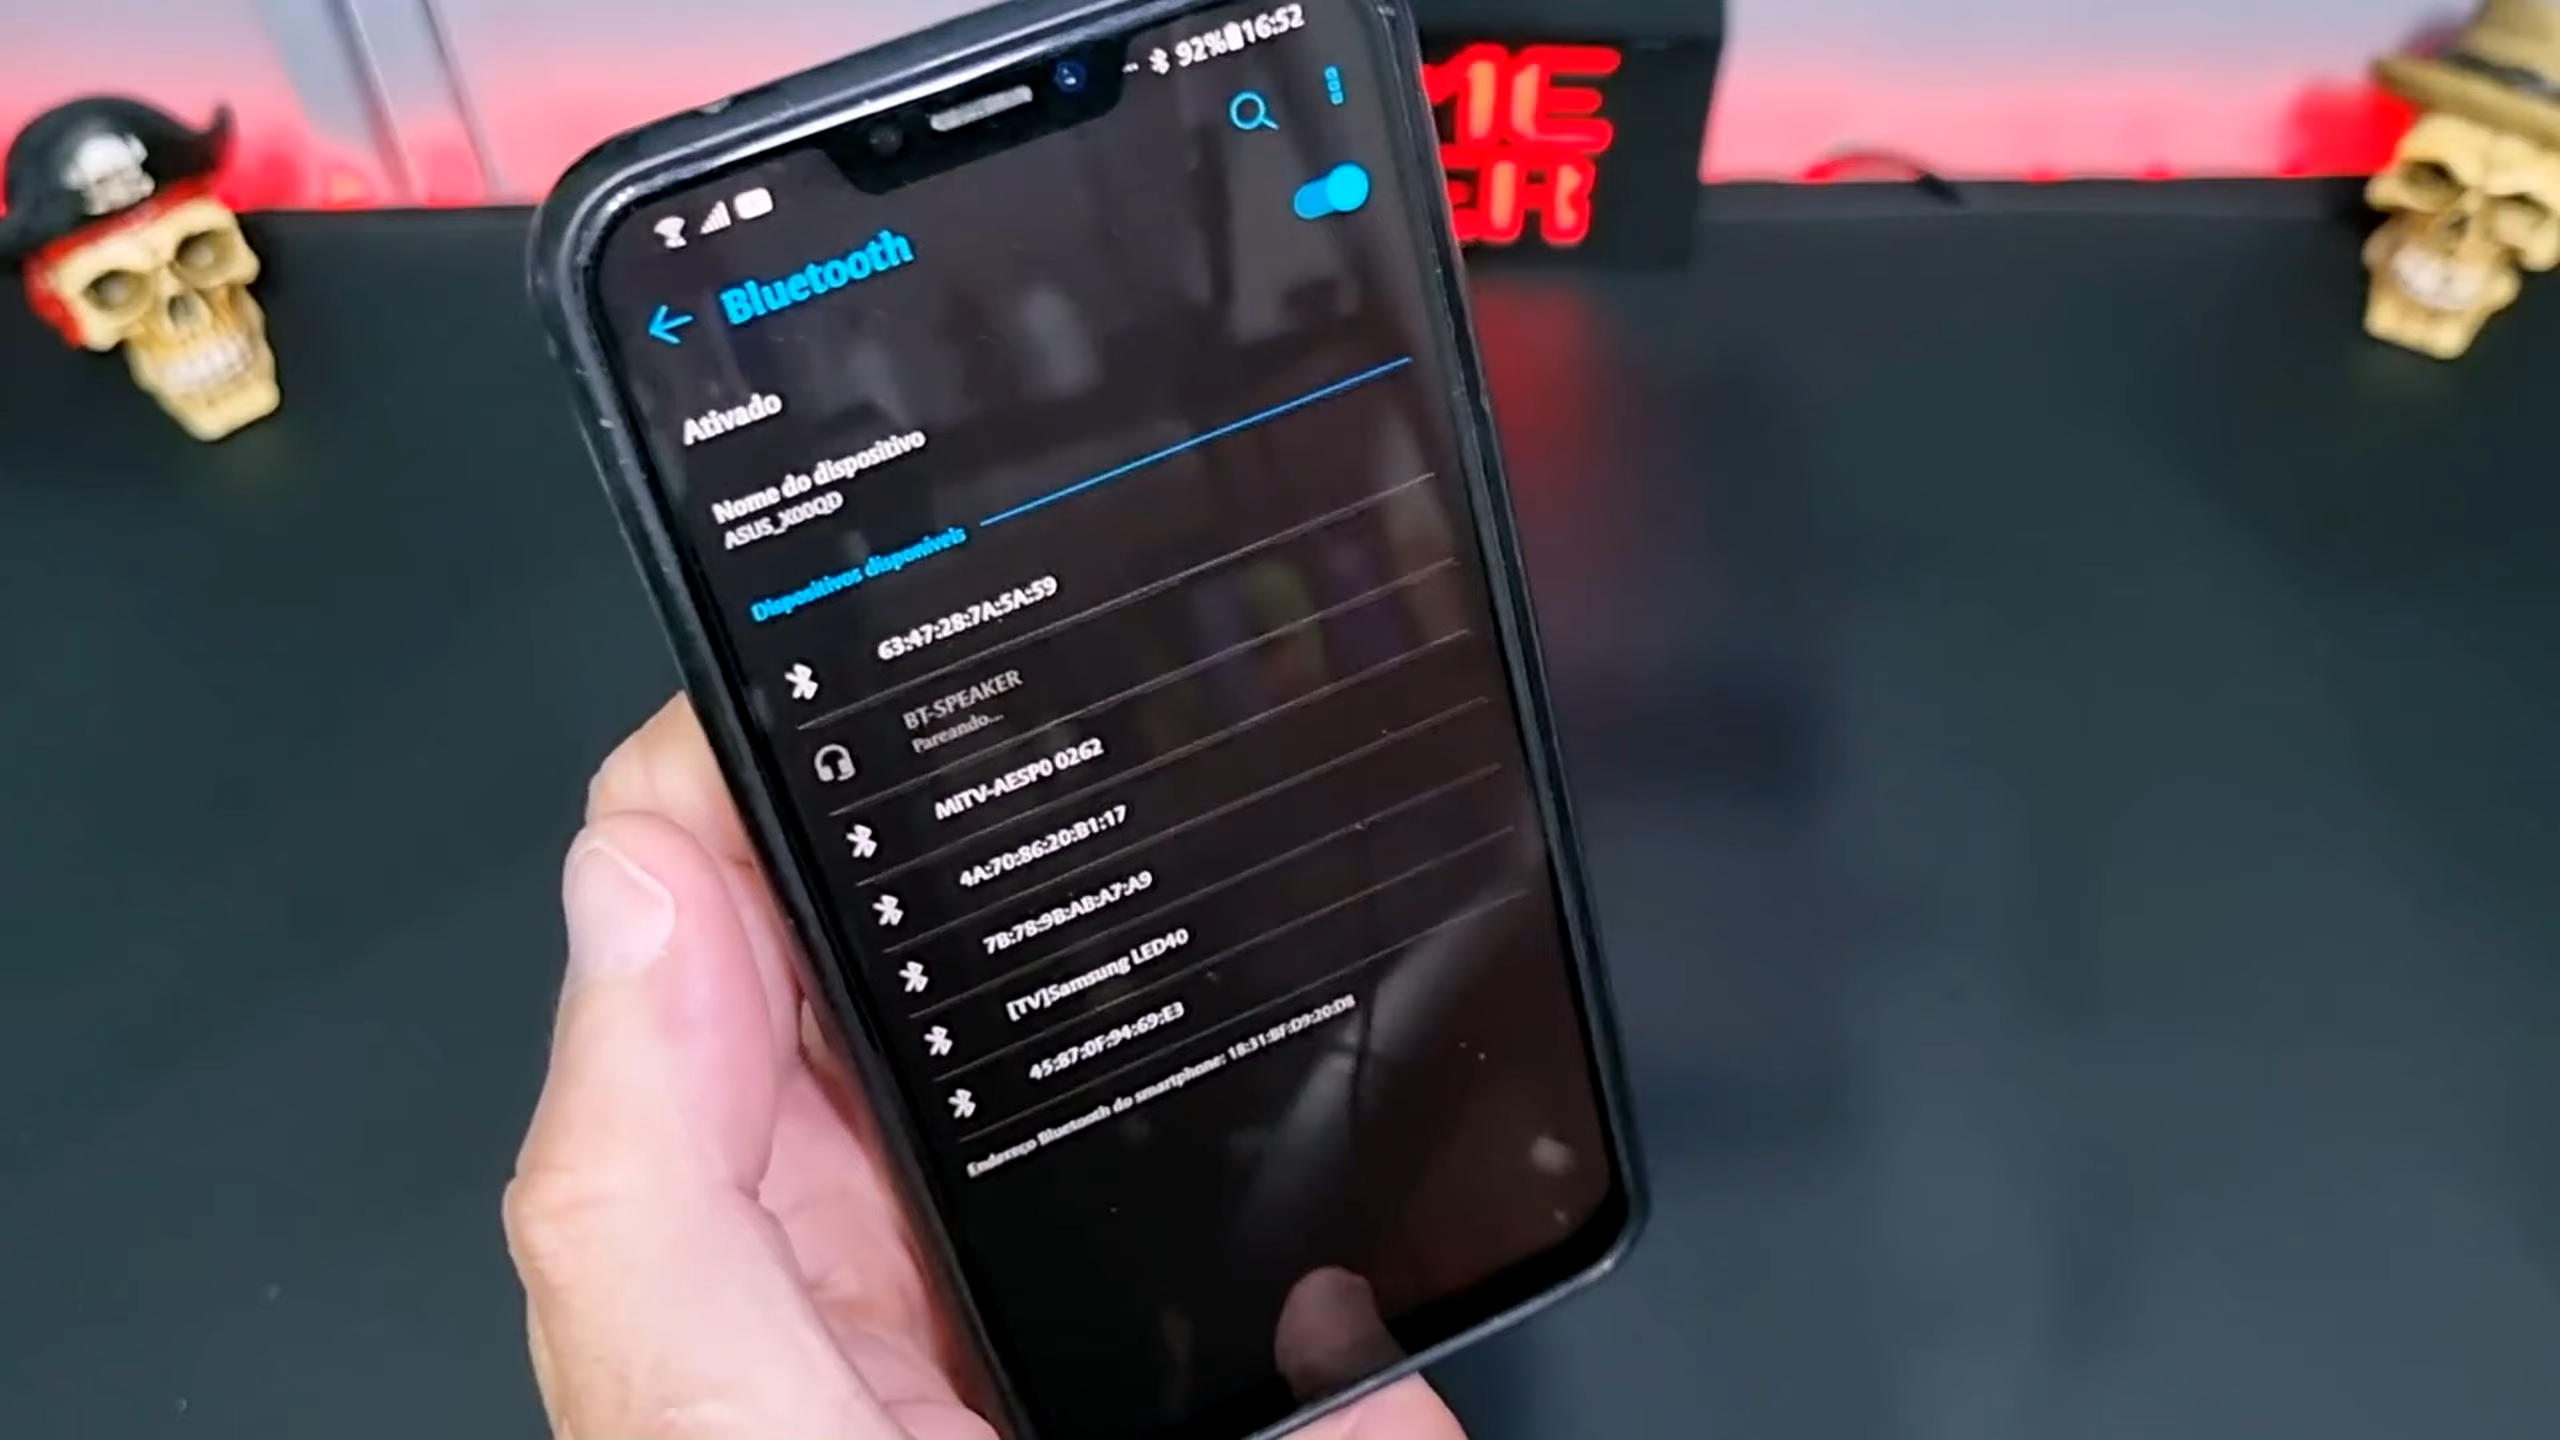 92% 16:52
Bluetooth
Ativado
Nome do dispositivo
ASUS_X00QD
Dispositivos disponíveis
63:47:28:7A:5A:59
BT-SPEAKER
Pareando...
MiTV-AESP0 0262
4A:70:86:20:B1:17
7B:78:9B:AB:A7:A9
[TV]Samsung LED40
45:87:0F:94:69:E3
Endereço Bluetooth do smartphone: 18:31:BF:D9:20:D8
ME
ER